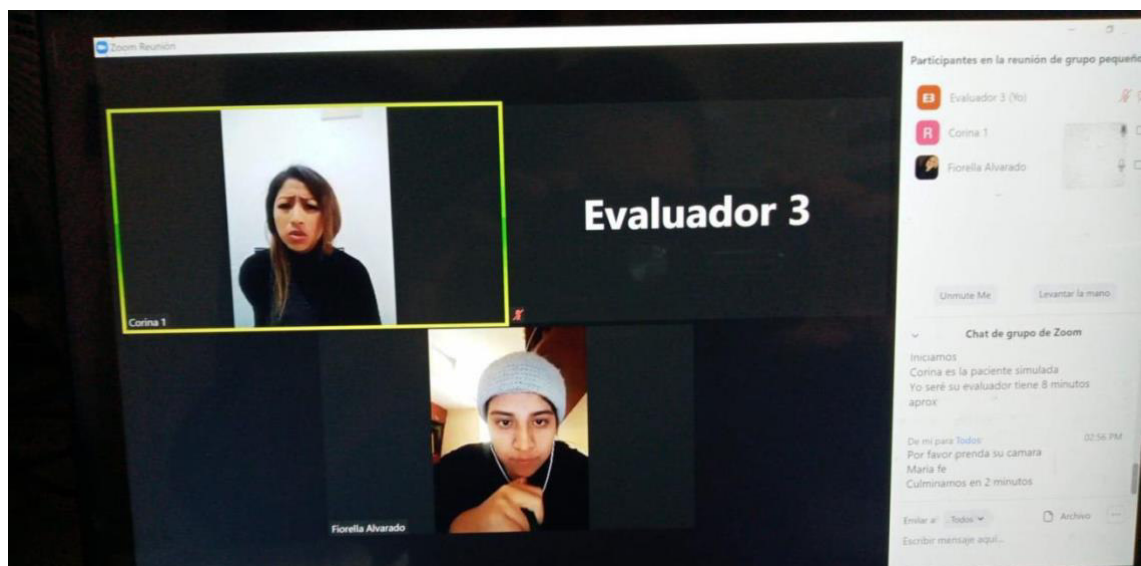 Zoom Reunión
Corina 1
Evaluador 3
Fiorella Alvarado
Participantes en la reunión de grupo pequeño
E3
Evaluador 3 (Yo)
R
Corina 1
Fiorella Alvarado
Unmute Me
Levantar la mano
Chat de grupo de Zoom
Iniciamos
Corina es la paciente simulada
Yo seré su evaluador tiene 8 minutos
aprox
De mi para Todos:
02:56 PM
Por favor prenda su camara
Maria fe
Culminamos en 2 minutos
Enviar a: Todos
Archivo
Escribir mensaje aquí...